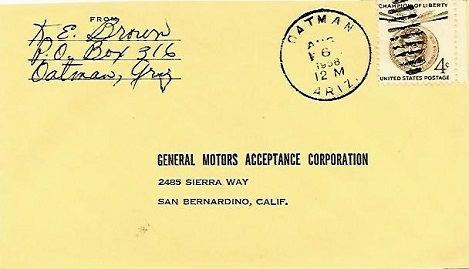 FROM
K. E. Brown
P.O. Box 316
Oatman, Ariz
OATMAN
AUG
6
1958
12 M
ARIZ.
CHAMPION OF LIBERTY
4c
UNITED STATES POSTAGE
GENERAL MOTORS ACCEPTANCE CORPORATION
2485 SIERRA WAY
SAN BERNARDINO, CALIF.